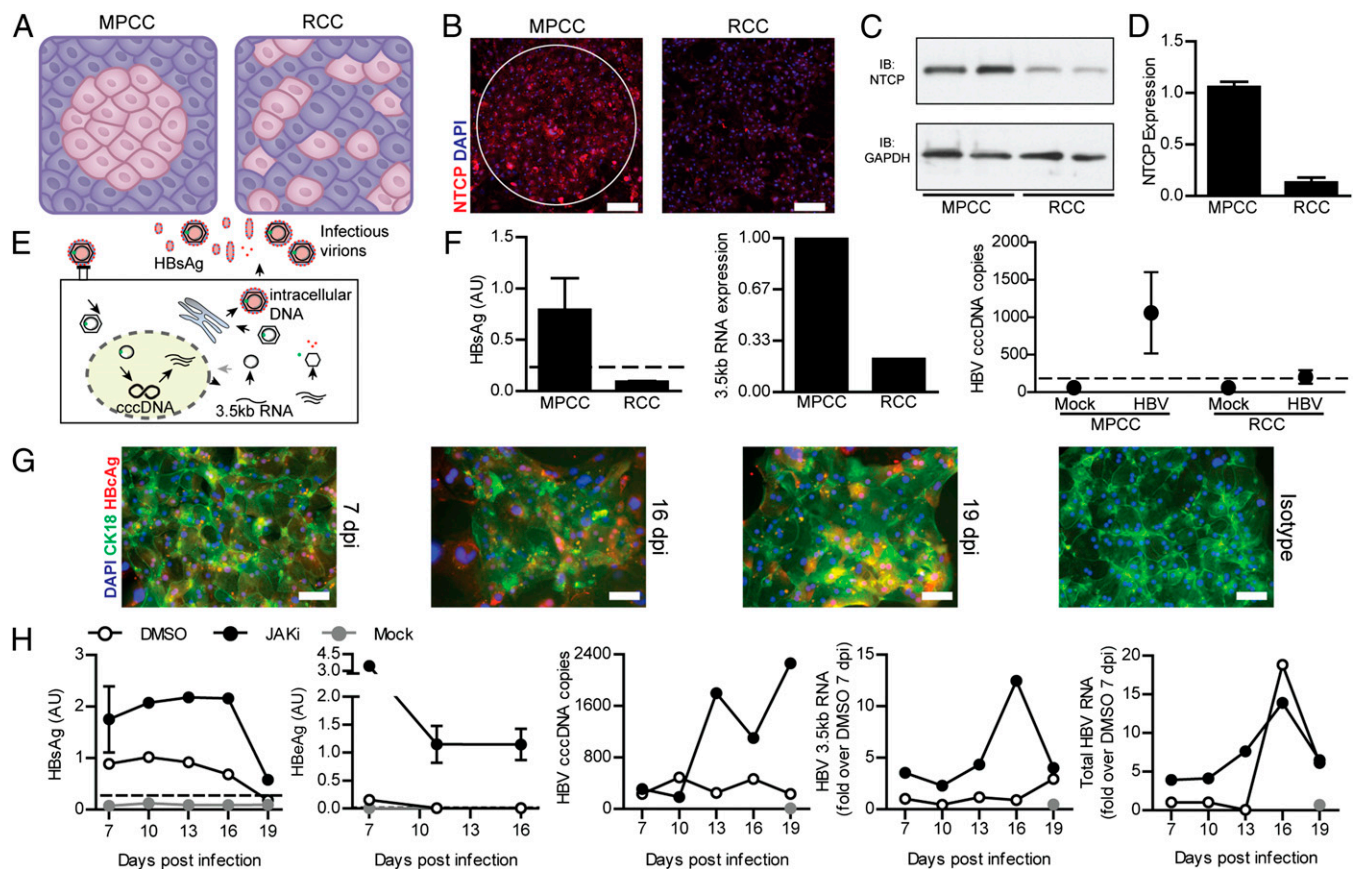 A
MPCC
RCC
B
MPCC
RCC
NTCP DAPI
C
IB:
NTCP
IB:
GAPDH
MPCC
RCC
D
NTCP Expression
1.5
1.0
0.5
0.0
MPCC
RCC
E
HBsAg
Infectious
virions
intracellular
DNA
cccDNA
3.5kb RNA
F
HBsAg (AU)
1.5
1.0
0.5
0.0
MPCC
RCC
3.5kb RNA expression
1.00
0.67
0.33
0.00
MPCC
RCC
HBV cccDNA copies
2000
1500
1000
500
0
Mock
HBV
Mock
HBV
MPCC
RCC
G
DAPI CK18 HBcAg
7 dpi
16 dpi
19 dpi
Isotype
H
DMSO
JAKi
Mock
HBsAg (AU)
3
2
1
0
7
10
13
16
19
Days post infection
HBeAg (AU)
4.5
3.0
2.0
1.5
1.0
0.5
0.0
7
10
13
16
Days post infection
HBV cccDNA copies
2400
1600
800
0
7
10
13
16
19
Days post infection
HBV 3.5kb RNA
(fold over DMSO 7 dpi)
15
10
5
0
7
10
13
16
19
Days post infection
Total HBV RNA
(fold over DMSO 7 dpi)
20
15
10
5
0
7
10
13
16
19
Days post infection